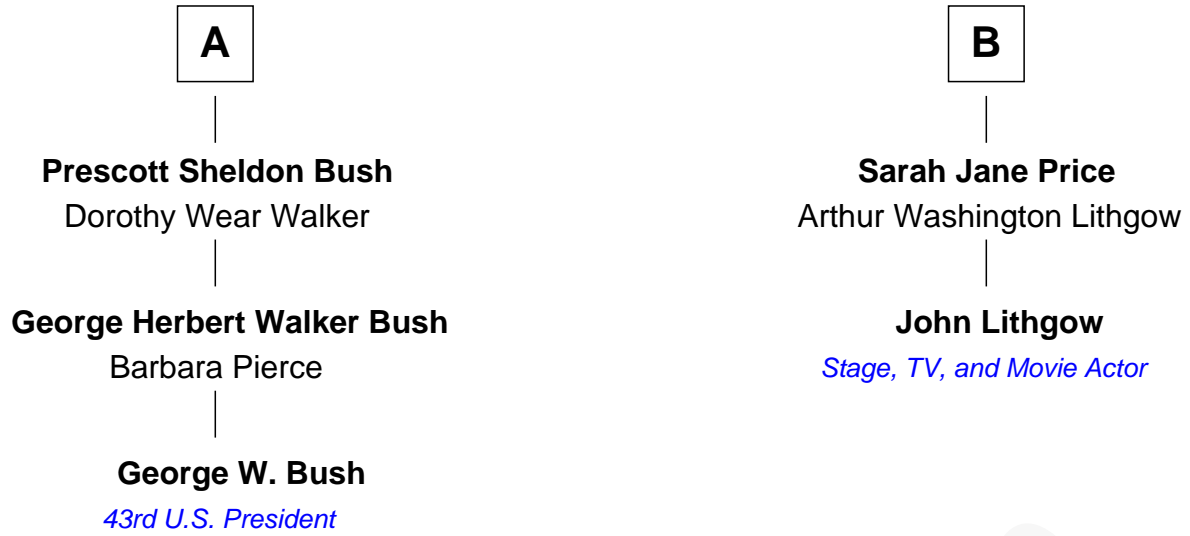 A
Prescott Sheldon Bush
Dorothy Wear Walker
George Herbert Walker Bush
Barbara Pierce
George W. Bush
43rd U.S. President
B
Sarah Jane Price
Arthur Washington Lithgow
John Lithgow
Stage, TV, and Movie Actor